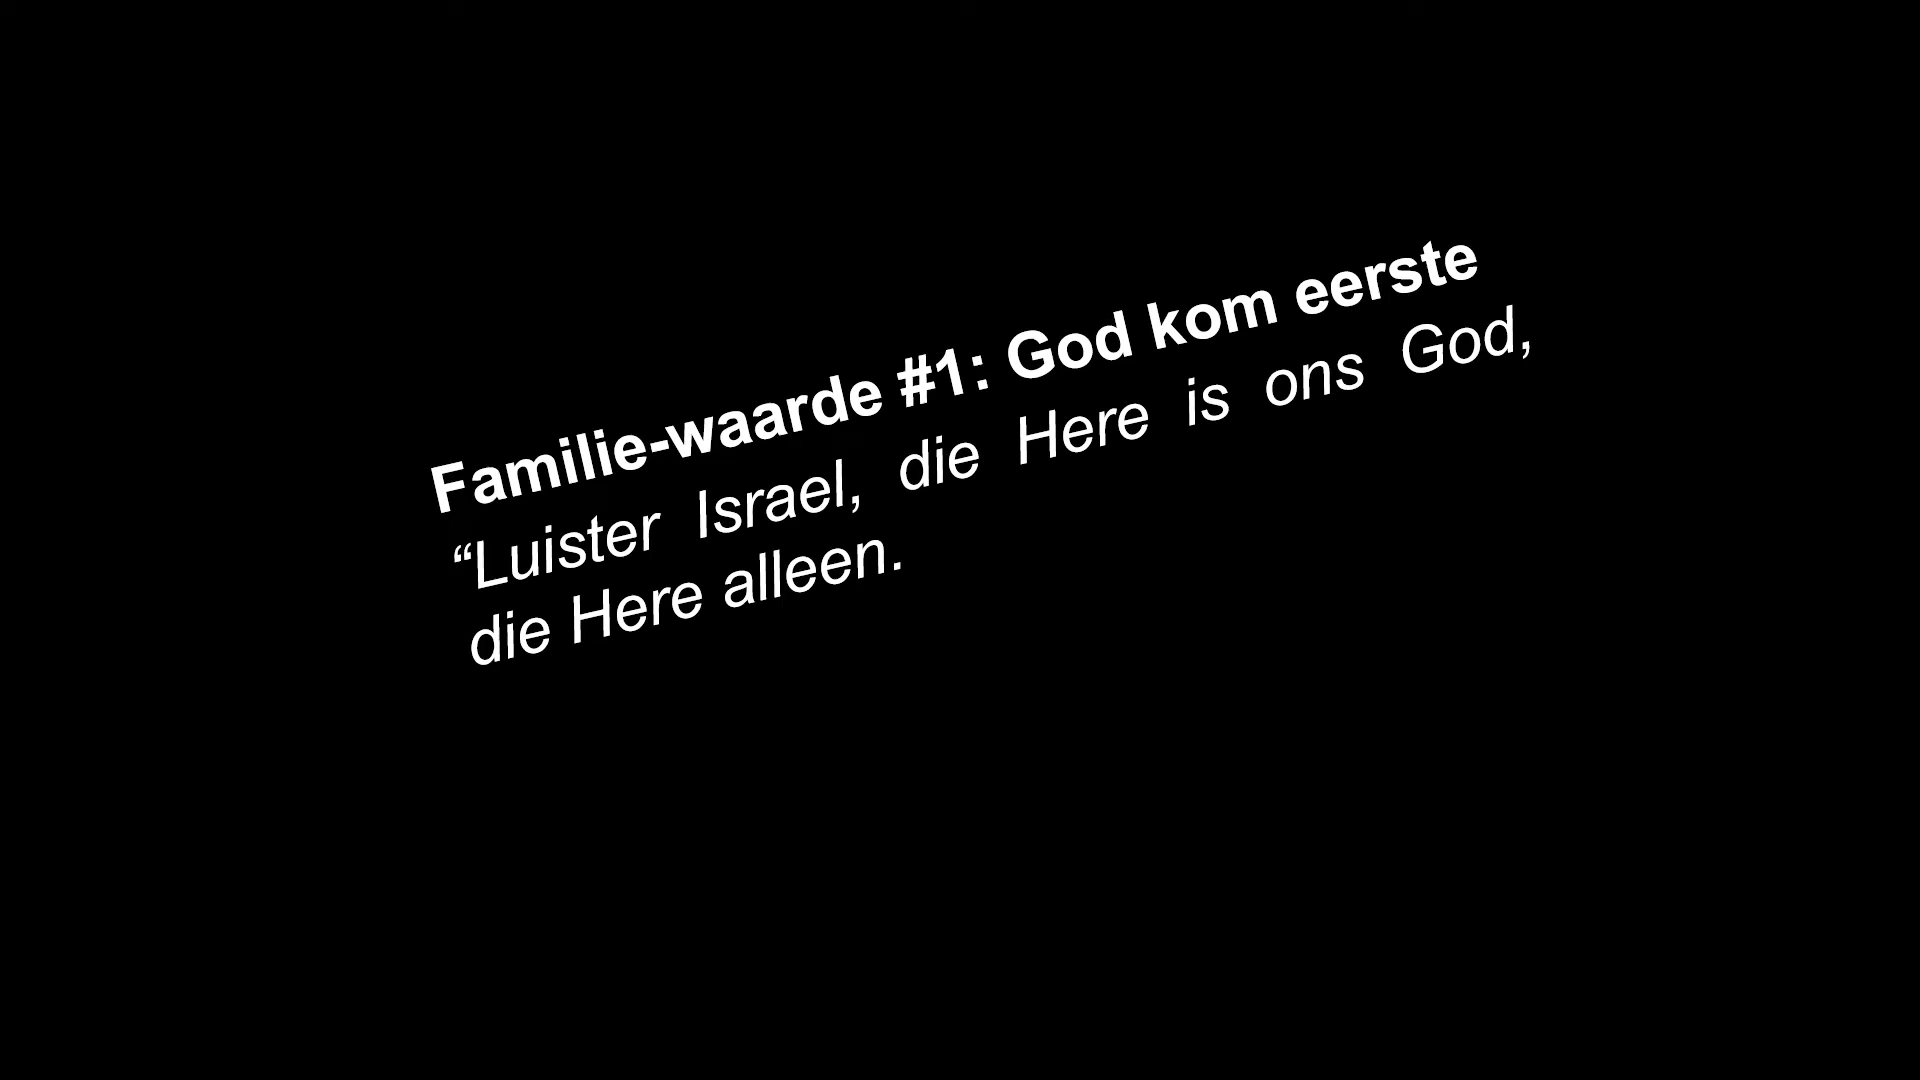 Familie-waarde #1: God kom eerste
“Luister Israel, die Here is ons God,
die Here alleen.